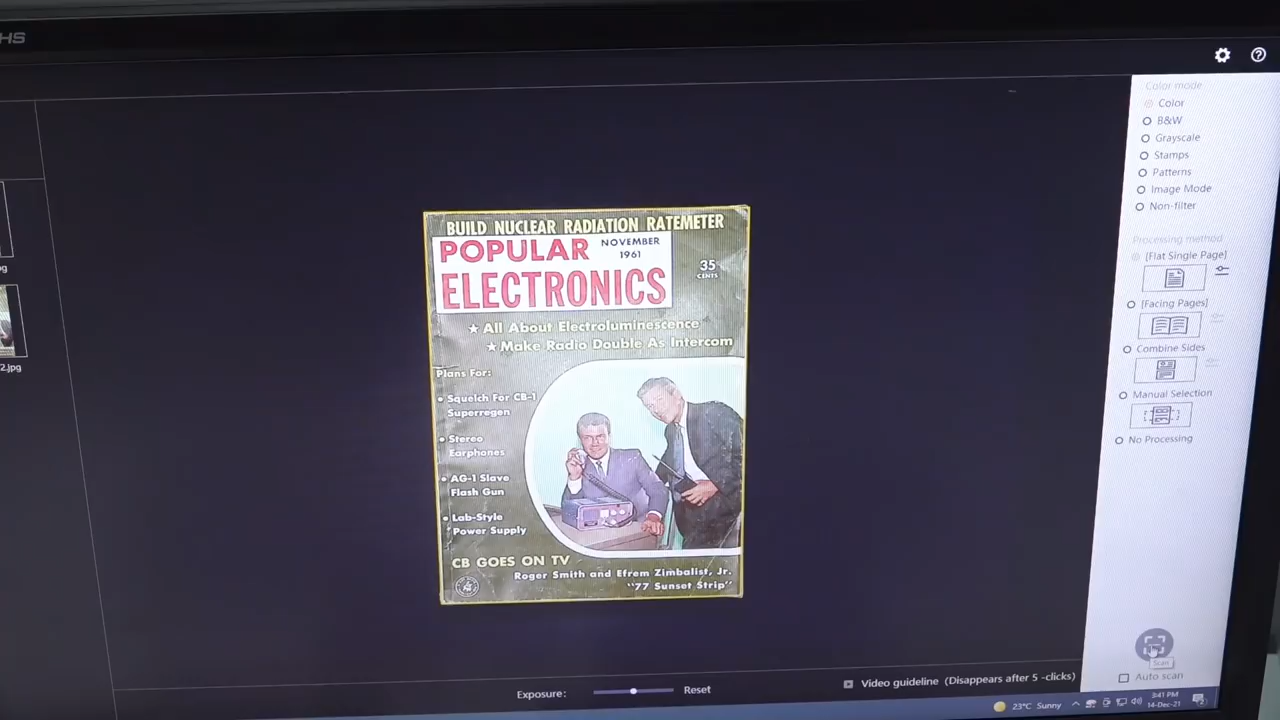 HS
BUILD NUCLEAR RADIATION RATEMETER
POPULAR
NOVEMBER
1961
ELECTRONICS
35
CENTS
★ All About Electroluminescence
★ Make Radio Double As Intercom
Plans For:
• Squelch For CB-1
Superregen
• Stereo
Earphones
• AG-1 Slave
Flash Gun
• Lab-Style
Power Supply
CB GOES ON TV
Roger Smith and Efrem Zimbalist, Jr.
"77 Sunset Strip"
2.jpg
Color mode
Color
B&W
Grayscale
Stamps
Patterns
Image Mode
Non-filter
Processing method
[Flat Single Page]
[Facing Pages]
Combine Sides
Manual Selection
No Processing
Scan
Auto scan
Exposure:
Reset
Video guideline (Disappears after 5 -clicks)
23°C Sunny
3:41 PM
14-Dec-21